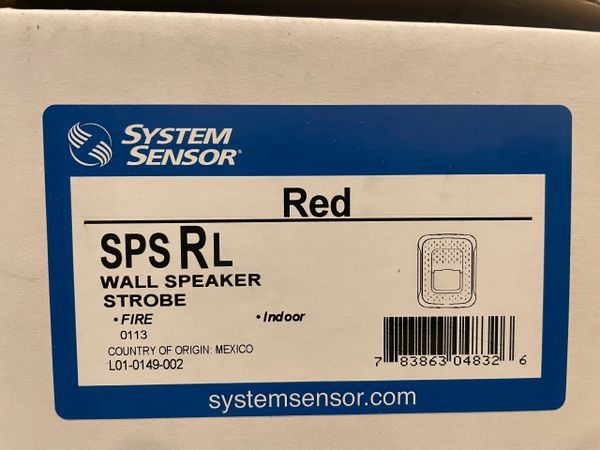 SYSTEM
SENSOR®
Red
SPS RL
WALL SPEAKER
STROBE
• FIRE • Indoor
0113
COUNTRY OF ORIGIN: MEXICO
L01-0149-002
7 83863 04832 6
systemsensor.com